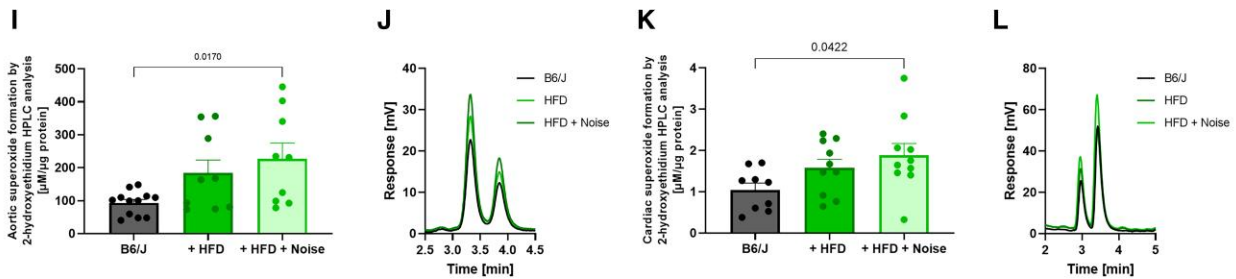 I
Aortic superoxide formation by
2-hydroxyethidium HPLC analysis
[µM/µg protein]
500
400
300
200
100
0
0.0170
B6/J
+ HFD
+ HFD + Noise
J
Response [mV]
40
30
20
10
0
B6/J
HFD
HFD + Noise
2.5
3.0
3.5
4.0
4.5
Time [min]
K
Cardiac superoxide formation by
2-hydroxyethidium HPLC analysis
[µM/µg protein]
4
3
2
1
0
0.0422
B6/J
+ HFD
+ HFD + Noise
L
Response [mV]
80
60
40
20
0
B6/J
HFD
HFD + Noise
2
3
4
5
Time [min]